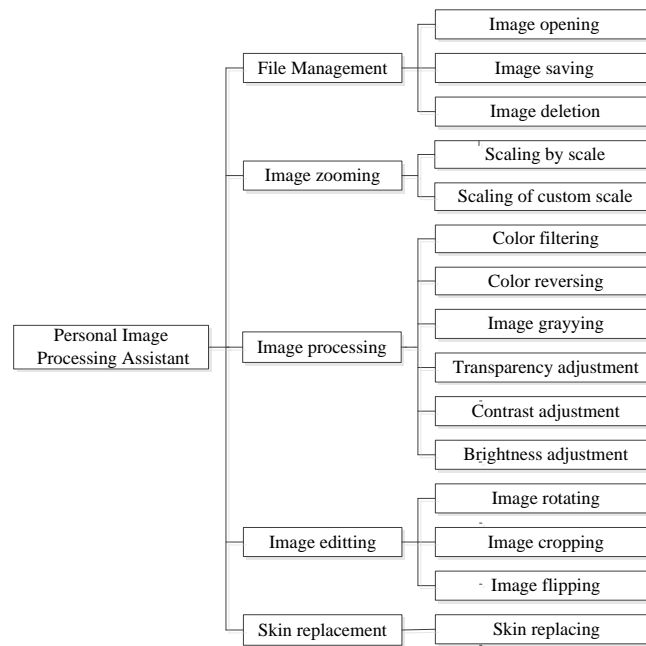 Personal Image
Processing Assistant
File Management
Image opening
Image saving
Image deletion
Image zooming
Scaling by scale
Scaling of custom scale
Image processing
Color filtering
Color reversing
Image grayying
Transparency adjustment
Contrast adjustment
Brightness adjustment
Image editting
Image rotating
Image cropping
Image flipping
Skin replacement
Skin replacing